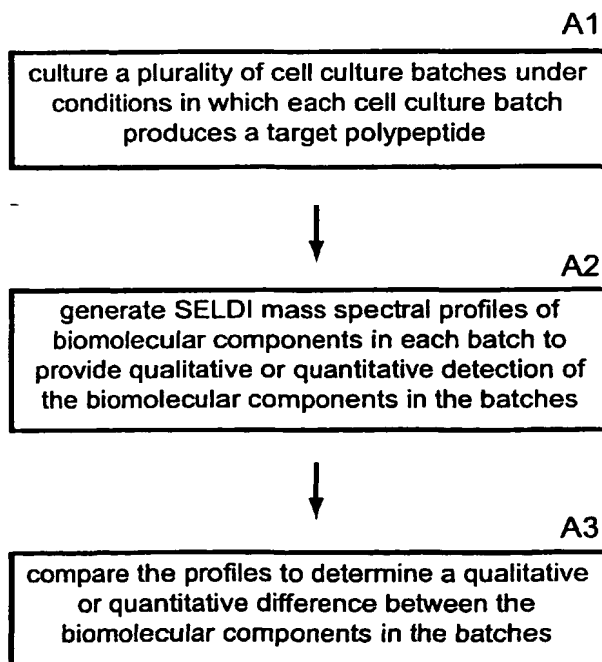 A1
culture a plurality of cell culture batches under
conditions in which each cell culture batch
produces a target polypeptide
A2
generate SELDI mass spectral profiles of
biomolecular components in each batch to
provide qualitative or quantitative detection of
the biomolecular components in the batches
A3
compare the profiles to determine a qualitative
or quantitative difference between the
biomolecular components in the batches